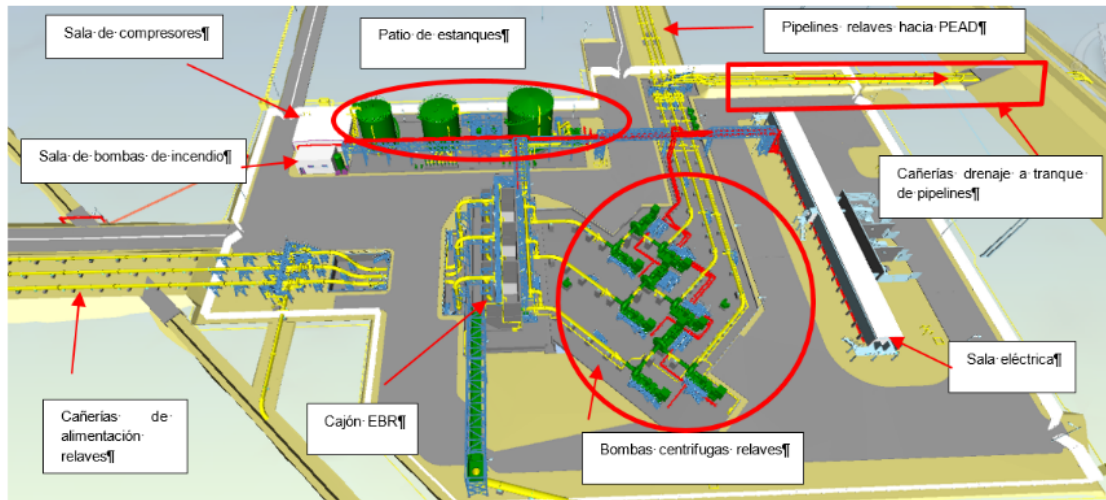 Sala de compresores¶
Patio de estanques¶
Pipelines relaves hacia PEAD¶
Sala de bombas de incendio¶
Cañerías drenaje a tranque
de pipelines¶
Sala eléctrica¶
Cañerías de
alimentación
relaves¶
Cajón EBR¶
Bombas centrifugas relaves¶